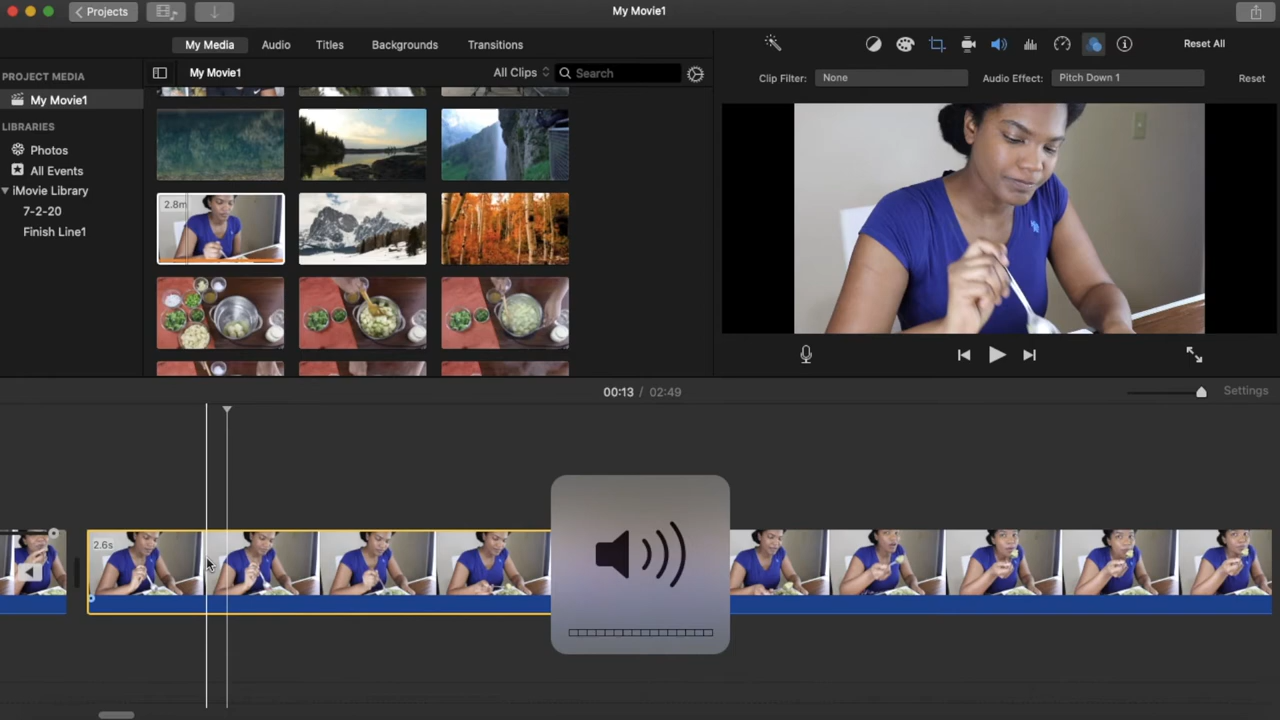 Projects
My Movie1
My Media Audio Titles Backgrounds Transitions
Reset All
PROJECT MEDIA
My Movie1
All Clips
Search
Clip Filter: None
Audio Effect: Pitch Down 1
Reset
My Movie1
LIBRARIES
Photos
All Events
iMovie Library
7-2-20
Finish Line1
2.8m
00:13 / 02:49
Settings
2.6s